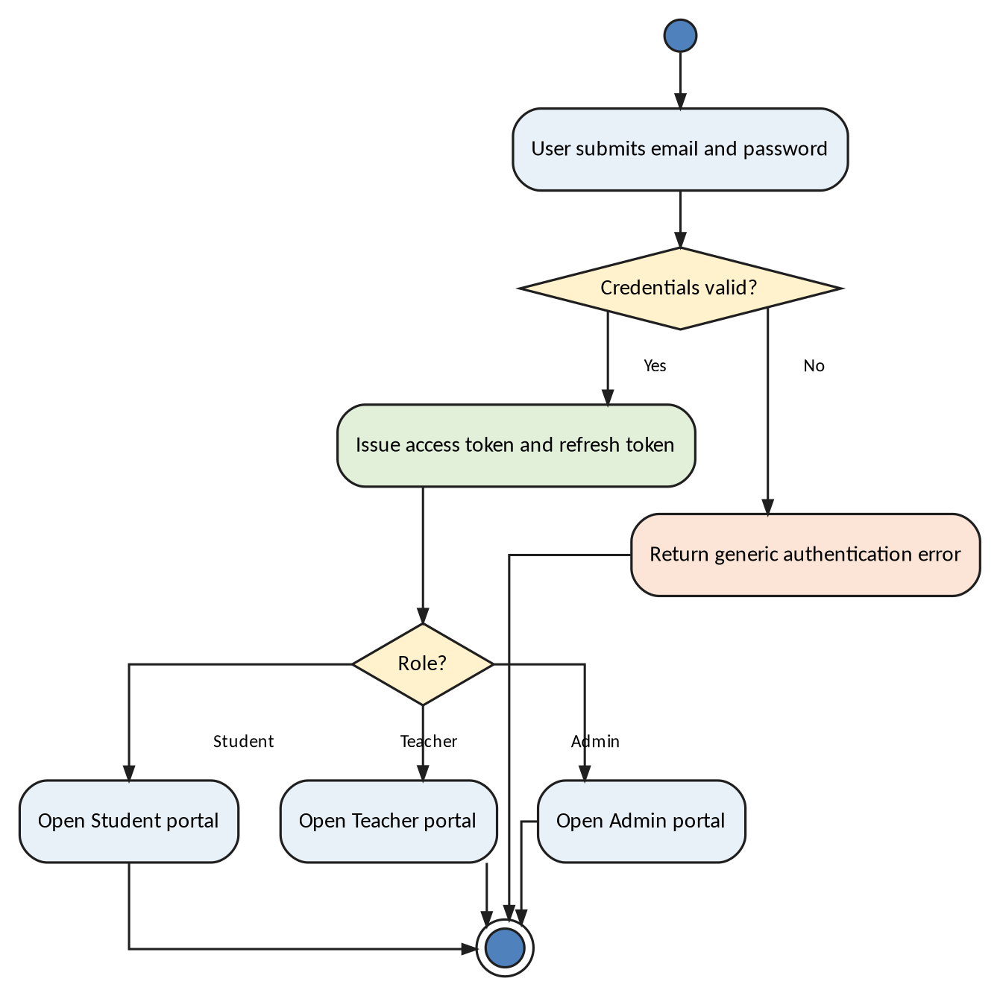 User submits email and password
Credentials valid?
Yes
No
Issue access token and refresh token
Return generic authentication error
Role?
Student
Teacher
Admin
Open Student portal
Open Teacher portal
Open Admin portal